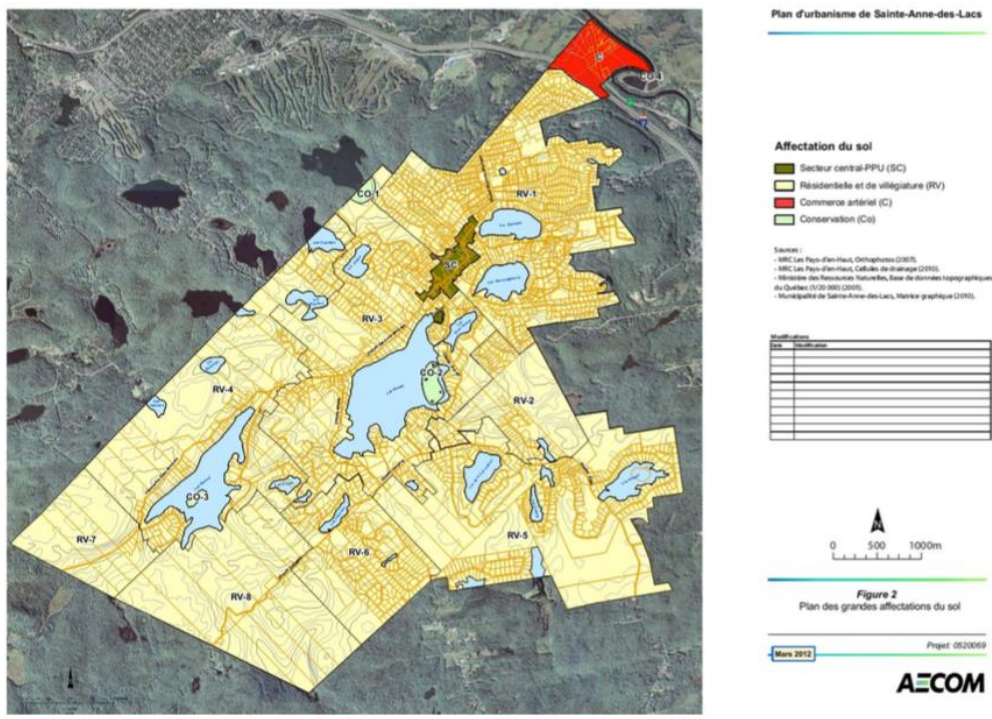 Plan d'urbanisme de Sainte-Anne-des-Lacs
Affectation du sol
Secteur central-PPU (SC)
Résidentielle et de villégiature (RV)
Commerce artériel (C)
Conservation (Co)
Sources :
- MRC Les Pays-d'en-Haut, Orthophotos (2007).
- MRC Les Pays-d'en-Haut, Cellules de drainage (2010).
- Ministère des Ressources Naturelles, Base de données topographiques
du Québec (1/20 000) (2005).
- Municipalité de Sainte-Anne-des-Lacs, Matrice graphique (2010).
Modifications
Date Modification
N
0 500 1000m
Figure 2
Plan des grandes affectations du sol
Projet: 0520069
Mars 2012
AECOM
C
CO-4
CO-1
RV-1
SC
RV-3
CO-2
RV-4
RV-2
CO-3
RV-7
RV-5
RV-6
RV-8